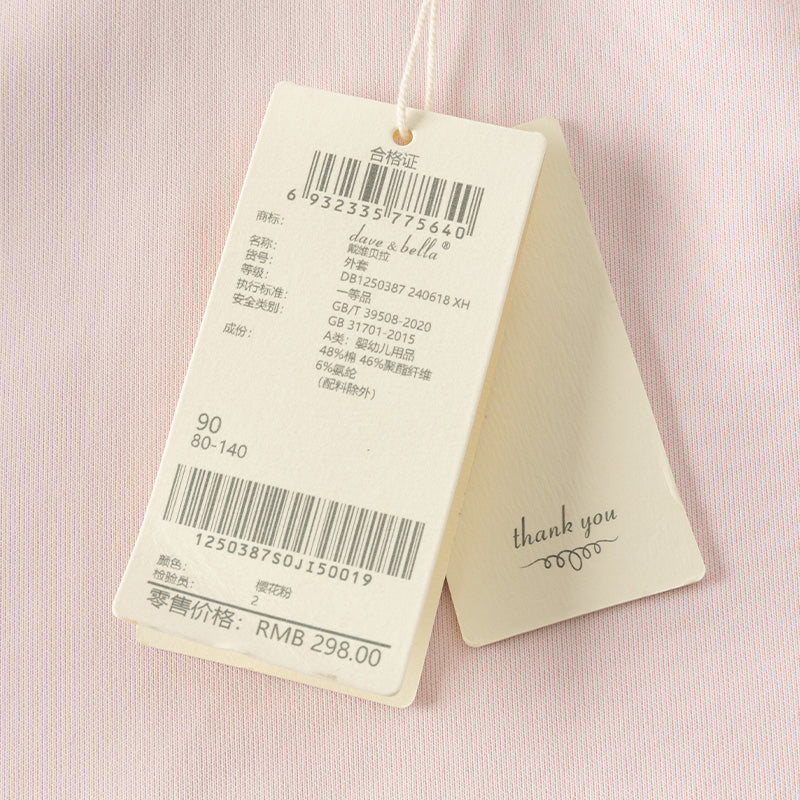 合格证
6 932335 775640
商标：
dave & bella®
戴维贝拉
名称：
外套
货号：
DB1250387 240618 XH
等级：
一等品
执行标准：
GB/T 39508-2020
安全类别：
GB 31701-2015
A类：婴幼儿用品
成份：
48%棉 46%聚酯纤维
6%氨纶
（配料除外）
90
80-140
1250387S0JI50019
颜色：
樱花粉
检验员：
2
零售价格：RMB 298.00
thank you